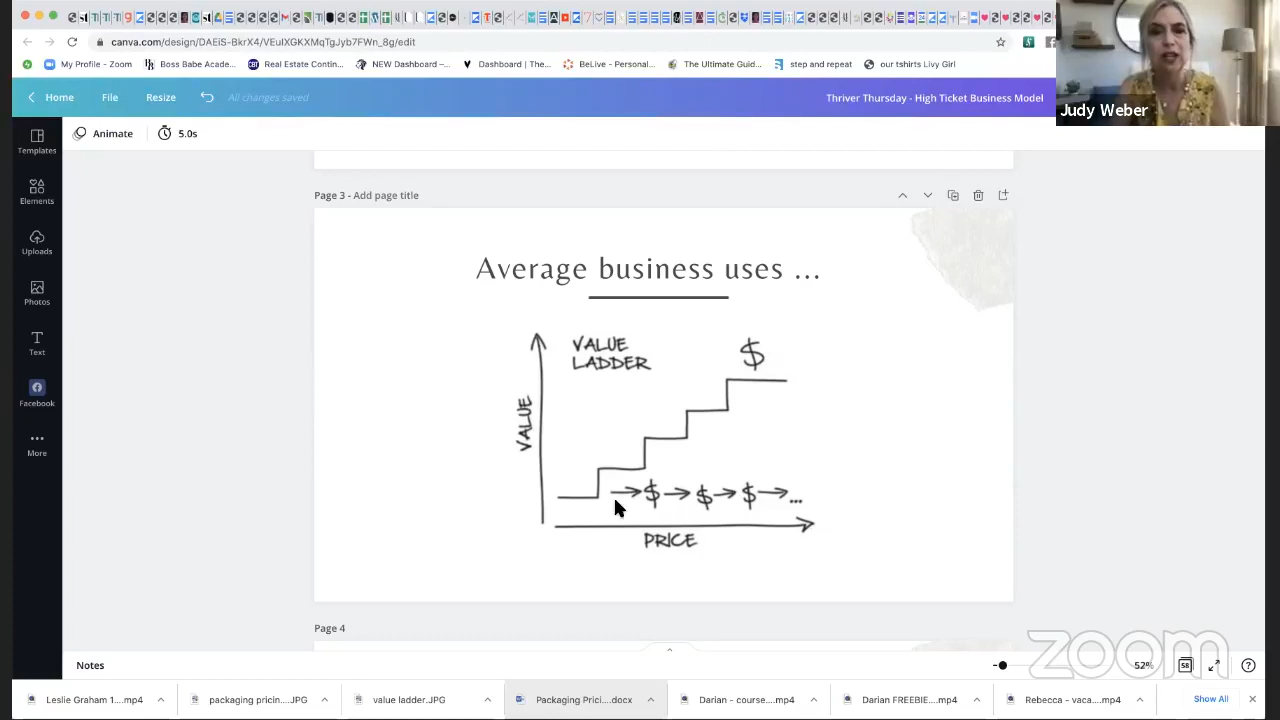 canva.com/design/DAEiS-BkrX4/VEuIXGKXMqTgJybzPWn_8g/edit
My Profile - Zoom
Boss Babe Acade...
Real Estate Contin...
NEW Dashboard –...
Dashboard | The...
BeLive - Personal...
The Ultimate Guid...
step and repeat
our tshirts Livy Girl
Judy Weber
Home
File
Resize
All changes saved
Thriver Thursday - High Ticket Business Model
Animate
5.0s
Templates
Elements
Uploads
Photos
Text
Facebook
More
Page 3 - Add page title
Average business uses ...
VALUE
LADDER
$
VALUE
→$→$→$→...
PRICE
Page 4
Notes
52%
58
zoom
Leslie Graham 1....mp4
packaging pricin....JPG
value ladder.JPG
Packaging Prici....docx
Darian - course....mp4
Darian FREEBIE....mp4
Rebecca - vaca....mp4
Show All